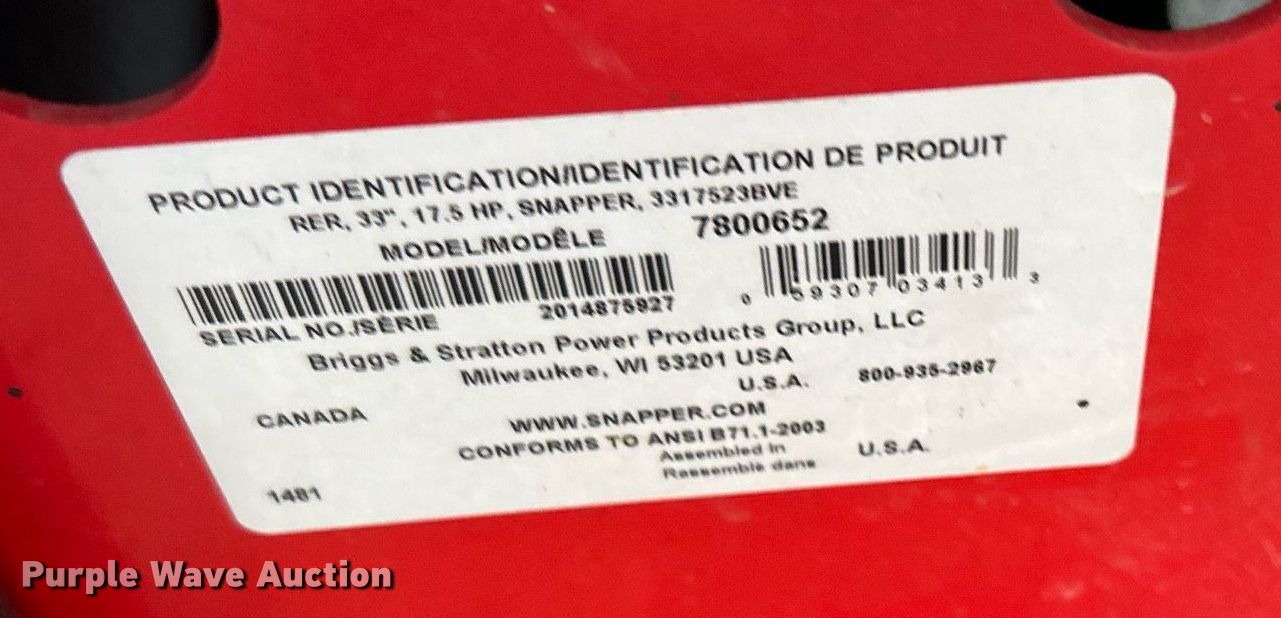 PRODUCT IDENTIFICATION/IDENTIFICATION DE PRODUIT
RER, 33", 17.5 HP, SNAPPER, 3317523BVE
MODEL/MODÊLE 7800652
2014875927 0 59307 03413 3
SERIAL NO./SÉRIE
Briggs & Stratton Power Products Group, LLC
Milwaukee, WI 53201 USA
U.S.A. 800-935-2967
CANADA
WWW.SNAPPER.COM
CONFORMS TO ANSI B71.1-2003
Assembled in U.S.A.
Rassemblé dans
1481
Purple Wave Auction